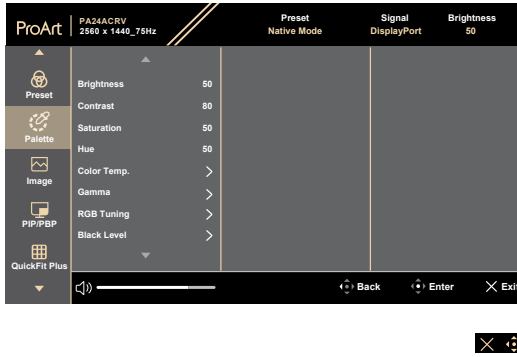 ProArt
PA24ACRV
2560 x 1440_75Hz
Preset
Native Mode
Signal
DisplayPort
Brightness
50
Preset
Palette
Image
PIP/PBP
QuickFit Plus
Brightness 50
Contrast 80
Saturation 50
Hue 50
Color Temp.
Gamma
RGB Tuning
Black Level
Back
Enter
Exit